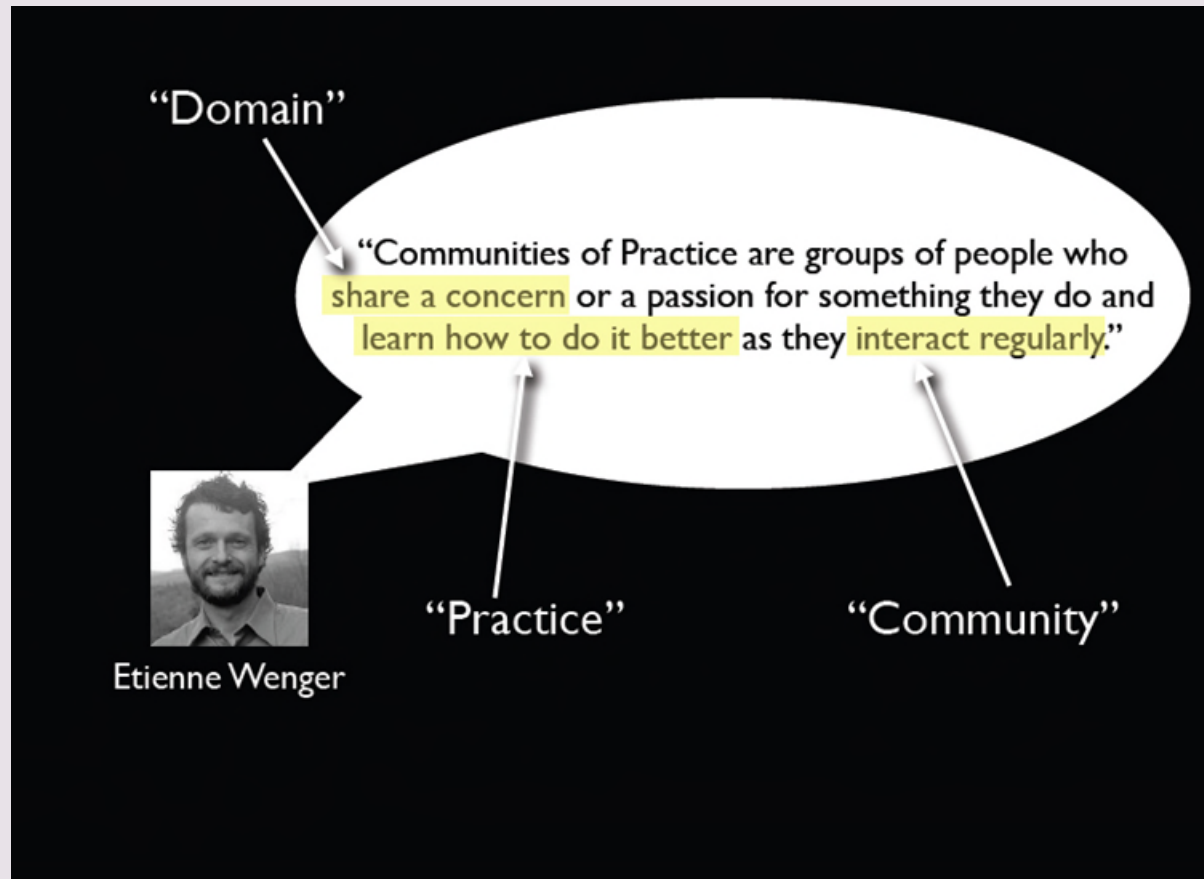 “Domain”
“Communities of Practice are groups of people who
share a concern or a passion for something they do and
learn how to do it better as they interact regularly.”
“Practice”
“Community”
Etienne Wenger